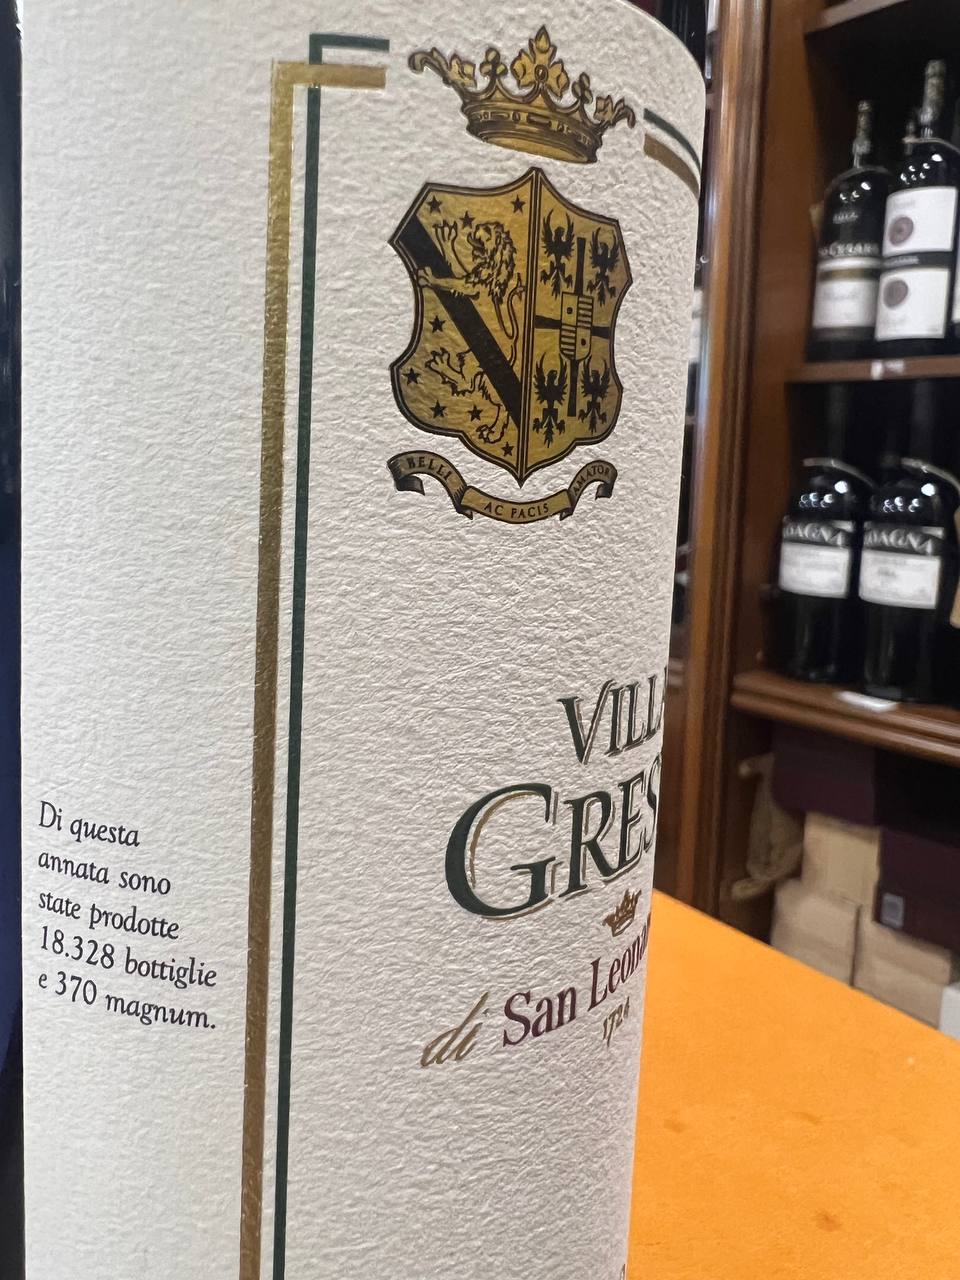 BELLI AC PACIS AMATOR
VILLA
GRES
di San Leona
1724
Di questa
annata sono
state prodotte
18.328 bottiglie
e 370 magnum.